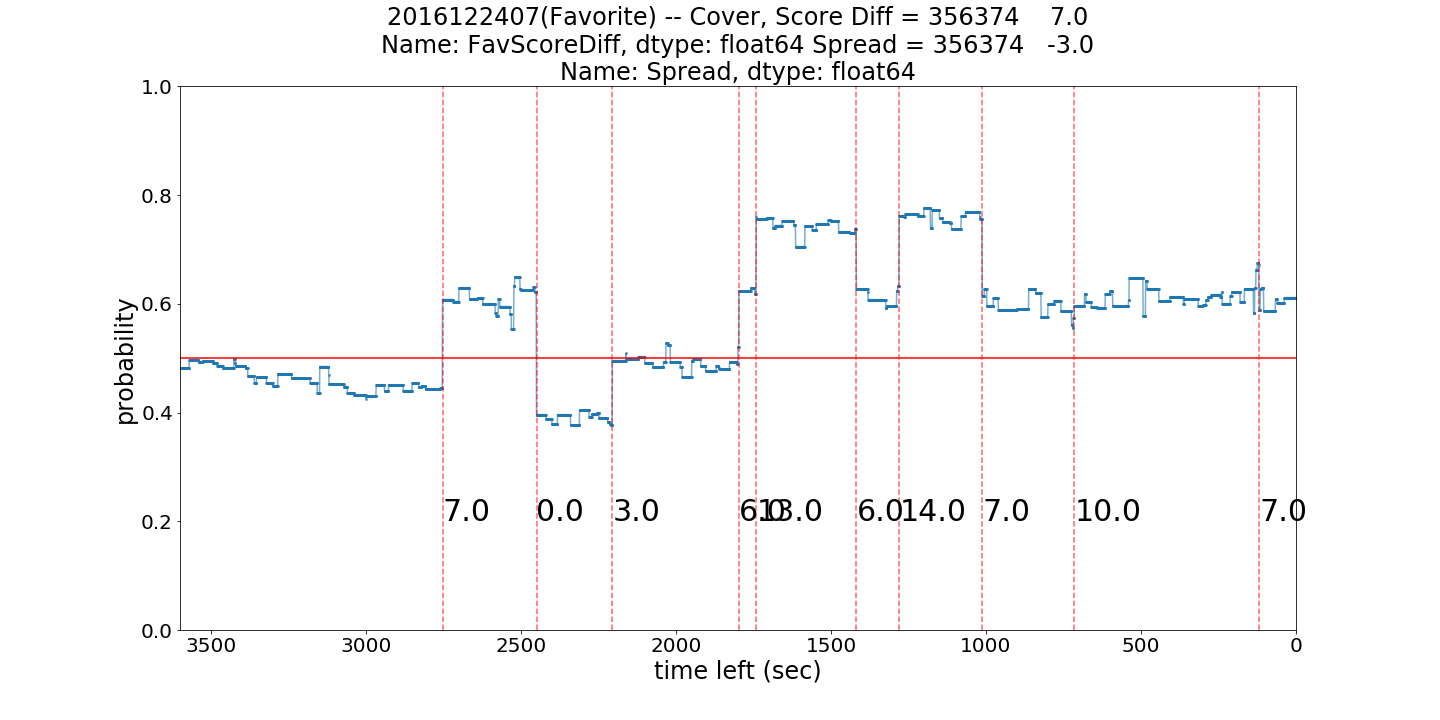 2016122407(Favorite) -- Cover, Score Diff = 356374    7.0
Name: FavScoreDiff, dtype: float64 Spread = 356374   -3.0
Name: Spread, dtype: float64
1.0
0.8
0.6
0.4
0.2
0.0
probability
7.0 0.0 3.0 6.0 13.0 6.0 14.0 7.0 10.0 7.0
3500 3000 2500 2000 1500 1000 500 0
time left (sec)